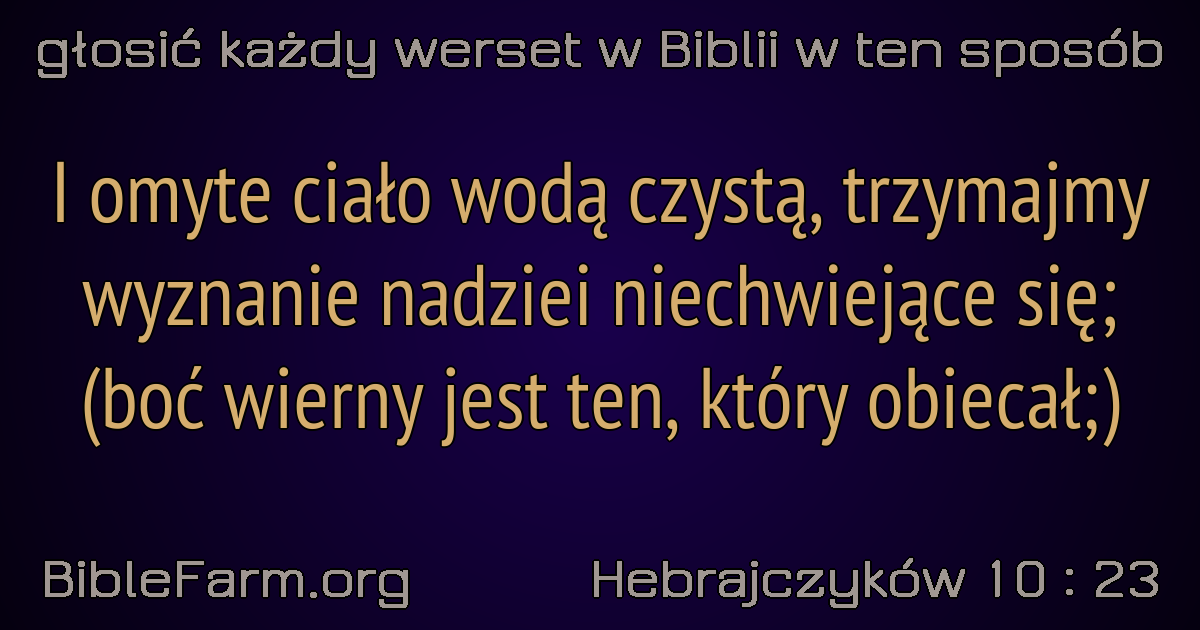 głosić każdy werset w Biblii w ten sposób
I omyte ciało wodą czystą, trzymajmy
wyznanie nadziei niechwiejące się;
(boć wierny jest ten, który obiecał;)
BibleFarm.org
Hebrajczyków 10 : 23